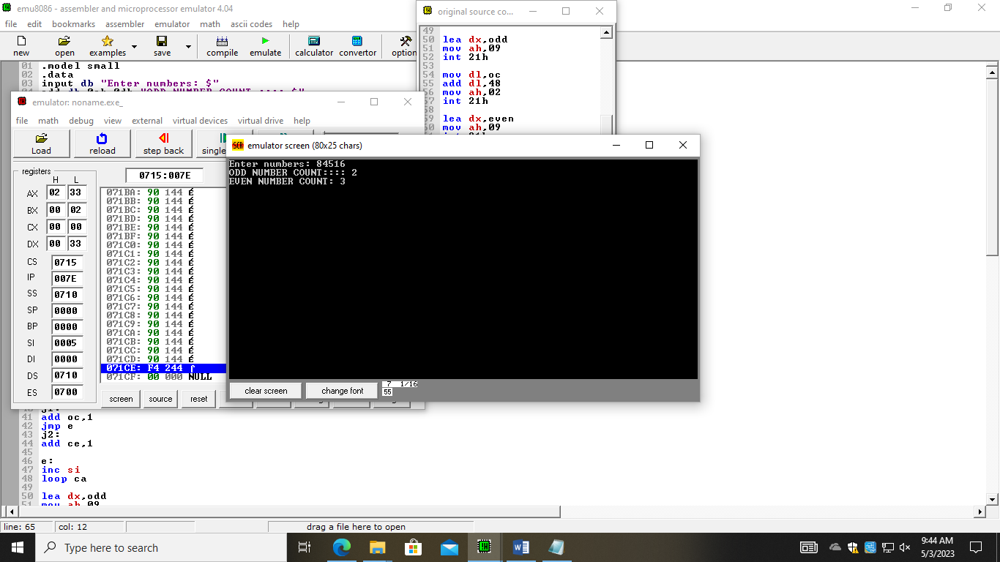 emu8086 - assembler and microprocessor emulator 4.04
file edit bookmarks assembler emulator math ascii codes help
new open examples save compile emulate calculator convertor option
01 .model small
02 .data
03 input db "Enter numbers: $"
original source co...
49
50 lea dx,odd
51 mov ah,09
52 int 21h
53
54 mov dl,oc
55 add dl,48
56 mov ah,02
57 int 21h
58
59 lea dx,even
60 mov ah,09
emulator: noname.exe_
file math debug view external virtual devices virtual drive help
Load reload step back single
registers
H L
AX 02 33
BX 00 02
CX 00 00
DX 00 33
CS 0715
IP 007E
SS 0710
SP 0000
BP 0000
SI 0005
DI 0000
DS 0710
ES 0700
0715:007E
071BA: 90 144 É
071BB: 90 144 É
071BC: 90 144 É
071BD: 90 144 É
071BE: 90 144 É
071BF: 90 144 É
071C0: 90 144 É
071C1: 90 144 É
071C2: 90 144 É
071C3: 90 144 É
071C4: 90 144 É
071C5: 90 144 É
071C6: 90 144 É
071C7: 90 144 É
071C8: 90 144 É
071C9: 90 144 É
071CA: 90 144 É
071CB: 90 144 É
071CC: 90 144 É
071CD: 90 144 É
071CE: F4 244 ⌠
071CF: 00 000 NULL
screen source reset
emulator screen (80x25 chars)
Enter numbers: 84516
ODD NUMBER COUNT:::: 2
EVEN NUMBER COUNT: 3
clear screen change font
7 1/16
55
41 add oc,1
42 jmp e
43 j2:
44 add ce,1
45
46 e:
47 inc si
48 loop ca
49
50 lea dx,odd
51 mov ah,09
line: 65 col: 12 drag a file here to open
Type here to search
9:44 AM
5/3/2023